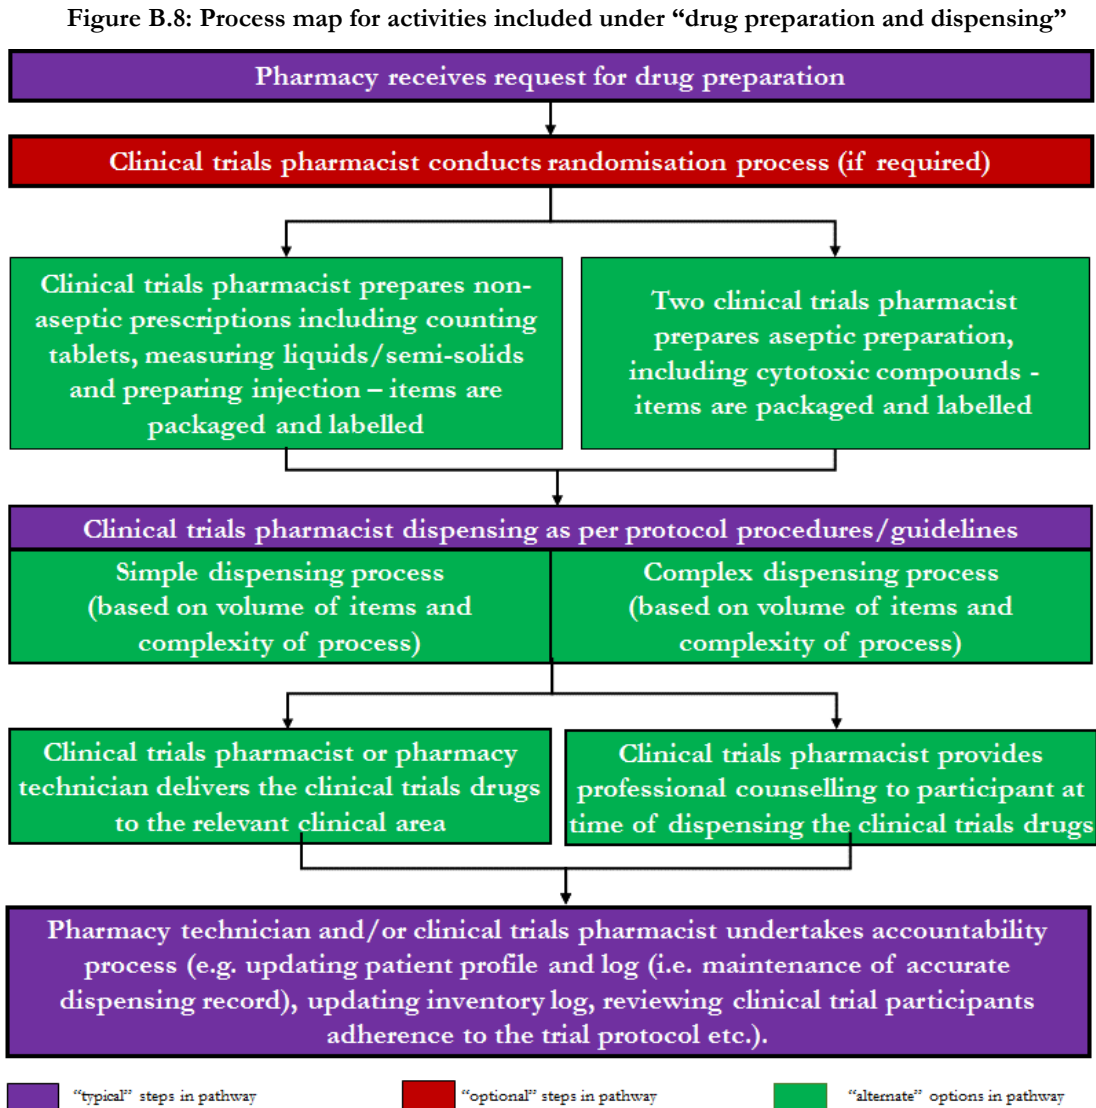 Figure B.8: Process map for activities included under “drug preparation and dispensing”
Pharmacy receives request for drug preparation
Clinical trials pharmacist conducts randomisation process (if required)
Clinical trials pharmacist prepares non-
aseptic prescriptions including counting
tablets, measuring liquids/semi-solids
and preparing injection – items are
packaged and labelled
Two clinical trials pharmacist
prepares aseptic preparation,
including cytotoxic compounds -
items are packaged and labelled
Clinical trials pharmacist dispensing as per protocol procedures/guidelines
Simple dispensing process
(based on volume of items and
complexity of process)
Complex dispensing process
(based on volume of items and
complexity of process)
Clinical trials pharmacist or pharmacy
technician delivers the clinical trials drugs
to the relevant clinical area
Clinical trials pharmacist provides
professional counselling to participant at
time of dispensing the clinical trials drugs
Pharmacy technician and/or clinical trials pharmacist undertakes accountability
process (e.g. updating patient profile and log (i.e. maintenance of accurate
dispensing record), updating inventory log, reviewing clinical trial participants
adherence to the trial protocol etc.).
“typical” steps in pathway
“optional” steps in pathway
“alternate” options in pathway